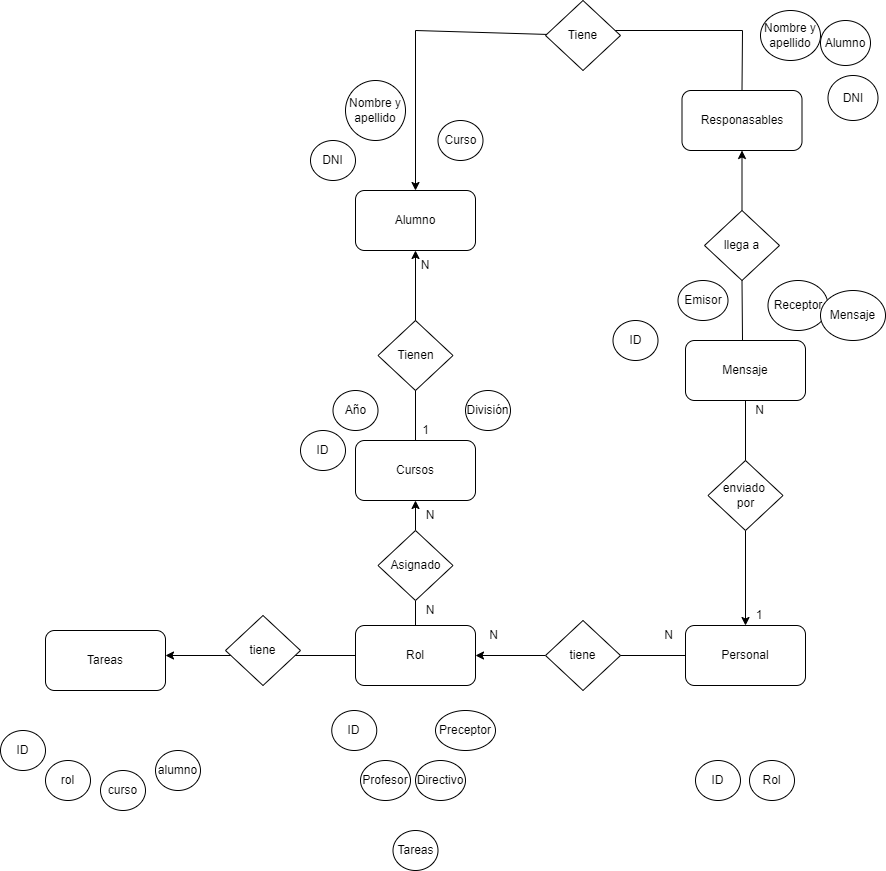 Tiene
Nombre y
apellido
Alumno
DNI
Responasables
Nombre y
apellido
Curso
DNI
Alumno
N
llega a
Emisor
Receptor
Mensaje
ID
Mensaje
N
Tienen
Año
División
1
ID
Cursos
enviado
por
N
Asignado
N
1
Tareas
tiene
Rol
N
tiene
N
Personal
ID
rol
curso
alumno
ID
Preceptor
Profesor
Directivo
Tareas
ID
Rol